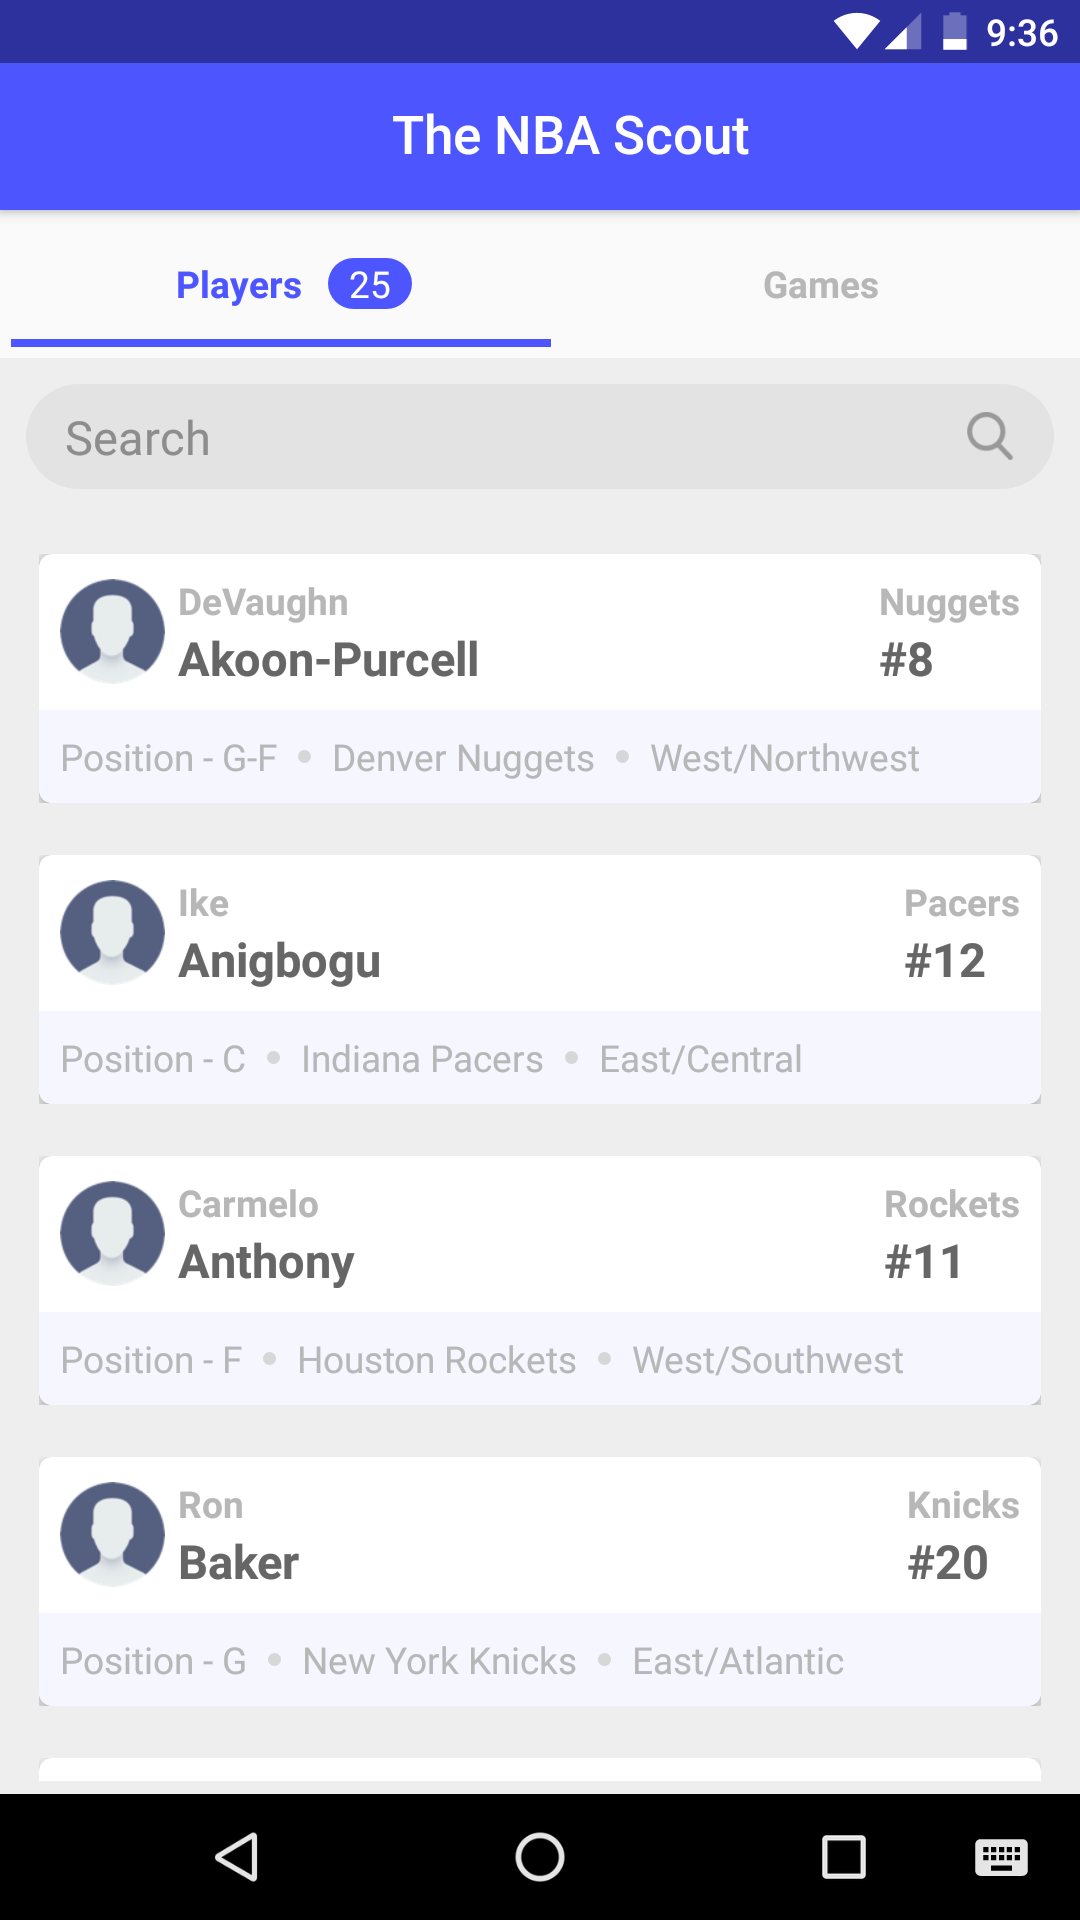 9:36
The NBA Scout
Players 25 Games
Search
DeVaughn Nuggets
Akoon-Purcell #8
Position - G-F • Denver Nuggets • West/Northwest
Ike Pacers
Anigbogu #12
Position - C • Indiana Pacers • East/Central
Carmelo Rockets
Anthony #11
Position - F • Houston Rockets • West/Southwest
Ron Knicks
Baker #20
Position - G • New York Knicks • East/Atlantic